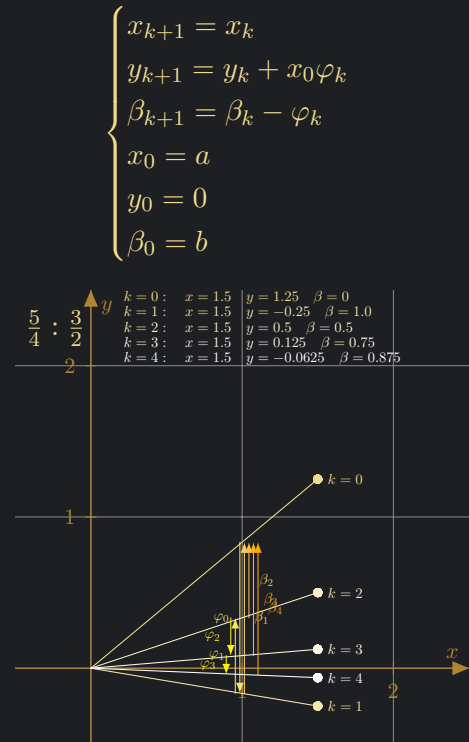 x_{k+1} = x_k
y_{k+1} = y_k + x_0φ_k
β_{k+1} = β_k − φ_k
x_0 = a
y_0 = 0
β_0 = b
k = 0 : x = 1.5 y = 1.25 β = 0
k = 1 : x = 1.5 y = −0.25 β = 1.0
k = 2 : x = 1.5 y = 0.5 β = 0.5
k = 3 : x = 1.5 y = 0.125 β = 0.75
k = 4 : x = 1.5 y = −0.0625 β = 0.875
y
5/4 : 3/2
2
k = 0
1
β_2
k = 2
β_3
β_4
φ_0
β_1
φ_2
φ_1
φ_3
k = 3
x
k = 4
1
2
k = 1